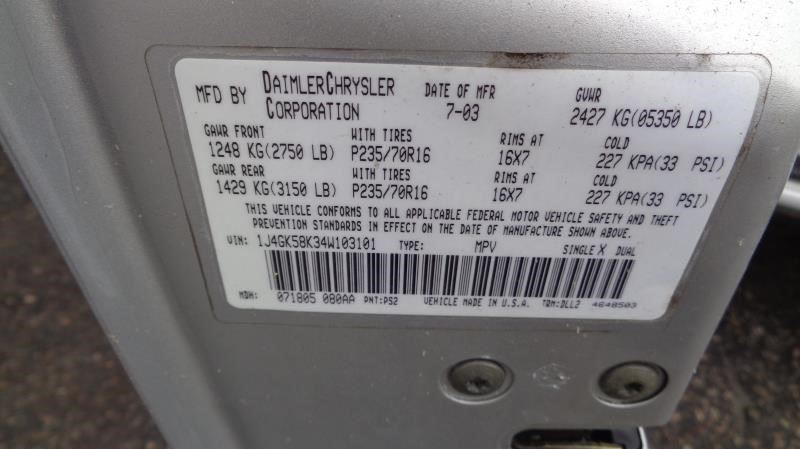 MFD BY DAIMLERCHRYSLER CORPORATION DATE OF MFR 7-03 GVWR 2427 KG(05350 LB)
GAWR FRONT WITH TIRES RIMS AT COLD
1248 KG(2750 LB) P235/70R16 16X7 227 KPA(33 PSI)
GAWR REAR WITH TIRES RIMS AT COLD
1429 KG(3150 LB) P235/70R16 16X7 227 KPA(33 PSI)
THIS VEHICLE CONFORMS TO ALL APPLICABLE FEDERAL MOTOR VEHICLE SAFETY AND THEFT
PREVENTION STANDARDS IN EFFECT ON THE DATE OF MANUFACTURE SHOWN ABOVE.
VIN: 1J4GK58K34W103101 TYPE: MPV SINGLE X DUAL
MDH: 071805 080AA PNT:PS2 VEHICLE MADE IN U.S.A. TRM:DLL2 4648503